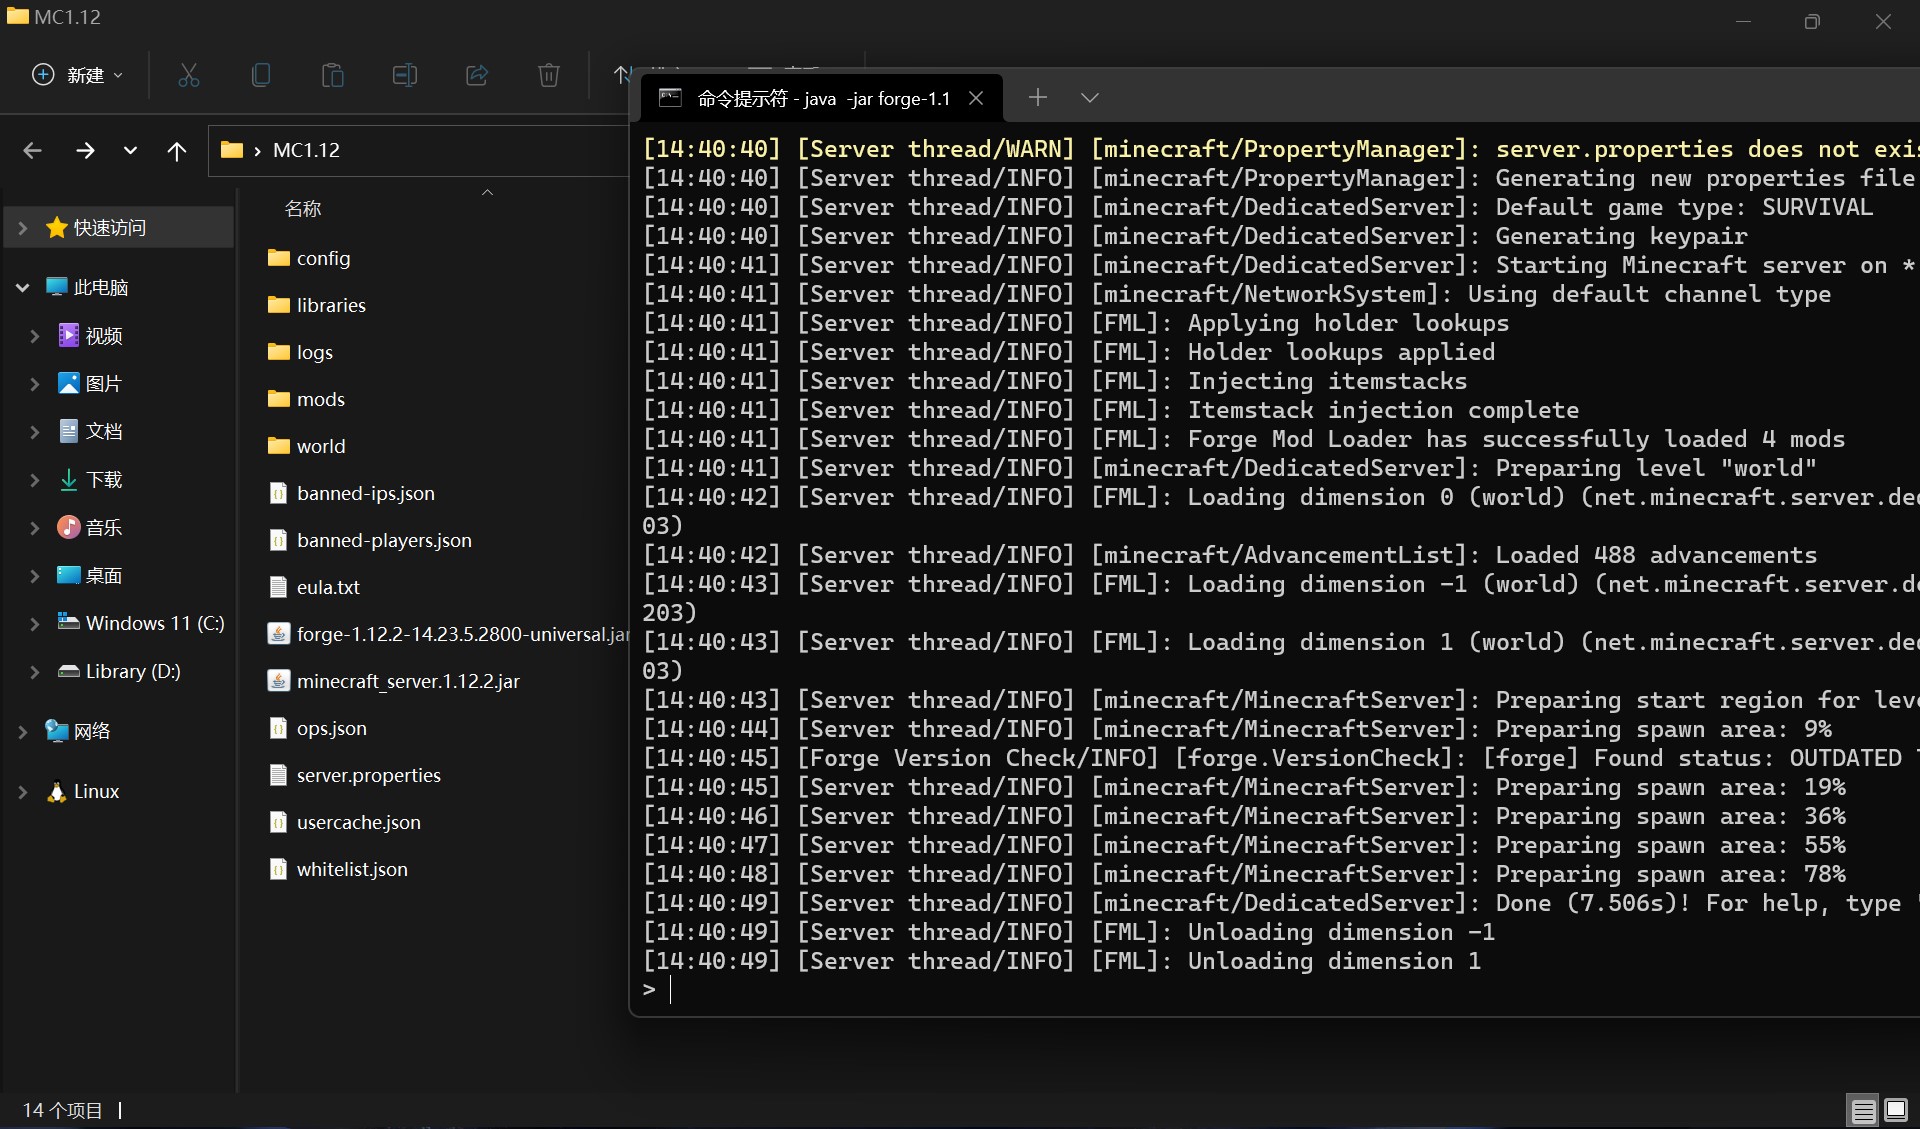 MC1.12
新建
命令提示符 - java  -jar forge-1.1
MC1.12
名称
快速访问
此电脑
视频
图片
文档
下载
音乐
桌面
Windows 11 (C:)
Library (D:)
网络
Linux
config
libraries
logs
mods
world
banned-ips.json
banned-players.json
eula.txt
forge-1.12.2-14.23.5.2800-universal.jar
minecraft_server.1.12.2.jar
ops.json
server.properties
usercache.json
whitelist.json
[14:40:40] [Server thread/WARN] [minecraft/PropertyManager]: server.properties does not exis
[14:40:40] [Server thread/INFO] [minecraft/PropertyManager]: Generating new properties file
[14:40:40] [Server thread/INFO] [minecraft/DedicatedServer]: Default game type: SURVIVAL
[14:40:40] [Server thread/INFO] [minecraft/DedicatedServer]: Generating keypair
[14:40:41] [Server thread/INFO] [minecraft/DedicatedServer]: Starting Minecraft server on *
[14:40:41] [Server thread/INFO] [minecraft/NetworkSystem]: Using default channel type
[14:40:41] [Server thread/INFO] [FML]: Applying holder lookups
[14:40:41] [Server thread/INFO] [FML]: Holder lookups applied
[14:40:41] [Server thread/INFO] [FML]: Injecting itemstacks
[14:40:41] [Server thread/INFO] [FML]: Itemstack injection complete
[14:40:41] [Server thread/INFO] [FML]: Forge Mod Loader has successfully loaded 4 mods
[14:40:41] [Server thread/INFO] [minecraft/DedicatedServer]: Preparing level "world"
[14:40:42] [Server thread/INFO] [FML]: Loading dimension 0 (world) (net.minecraft.server.ded
03)
[14:40:42] [Server thread/INFO] [minecraft/AdvancementList]: Loaded 488 advancements
[14:40:43] [Server thread/INFO] [FML]: Loading dimension -1 (world) (net.minecraft.server.de
203)
[14:40:43] [Server thread/INFO] [FML]: Loading dimension 1 (world) (net.minecraft.server.ded
03)
[14:40:43] [Server thread/INFO] [minecraft/MinecraftServer]: Preparing start region for leve
[14:40:44] [Server thread/INFO] [minecraft/MinecraftServer]: Preparing spawn area: 9%
[14:40:45] [Forge Version Check/INFO] [forge.VersionCheck]: [forge] Found status: OUTDATED
[14:40:45] [Server thread/INFO] [minecraft/MinecraftServer]: Preparing spawn area: 19%
[14:40:46] [Server thread/INFO] [minecraft/MinecraftServer]: Preparing spawn area: 36%
[14:40:47] [Server thread/INFO] [minecraft/MinecraftServer]: Preparing spawn area: 55%
[14:40:48] [Server thread/INFO] [minecraft/MinecraftServer]: Preparing spawn area: 78%
[14:40:49] [Server thread/INFO] [minecraft/DedicatedServer]: Done (7.506s)! For help, type
[14:40:49] [Server thread/INFO] [FML]: Unloading dimension -1
[14:40:49] [Server thread/INFO] [FML]: Unloading dimension 1
>
14 个项目